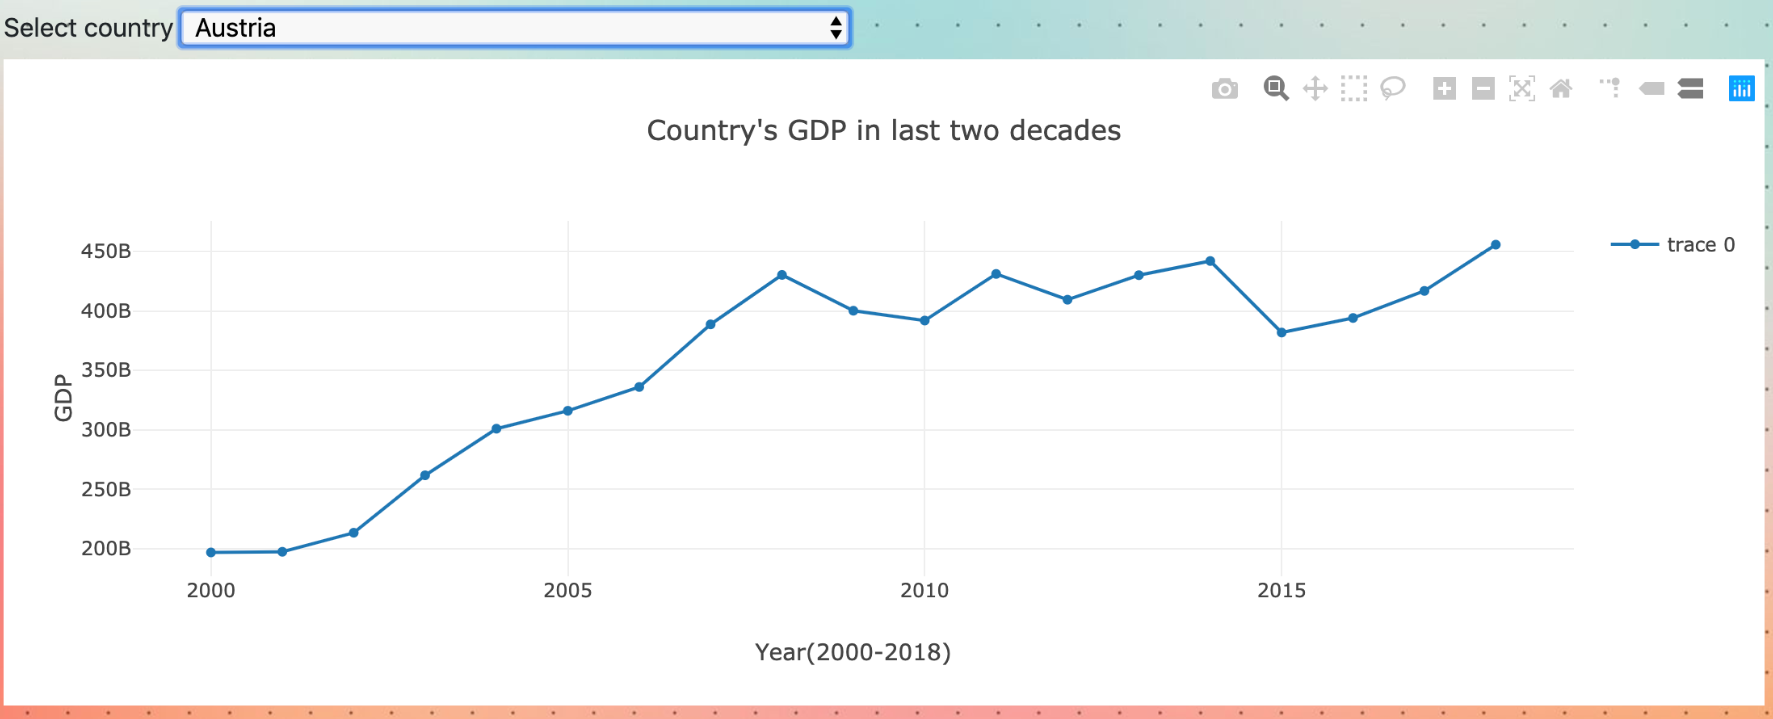 Select country Austria
Country's GDP in last two decades
450B
400B
350B
300B
250B
200B
GDP
trace 0
2000 2005 2010 2015
Year(2000-2018)